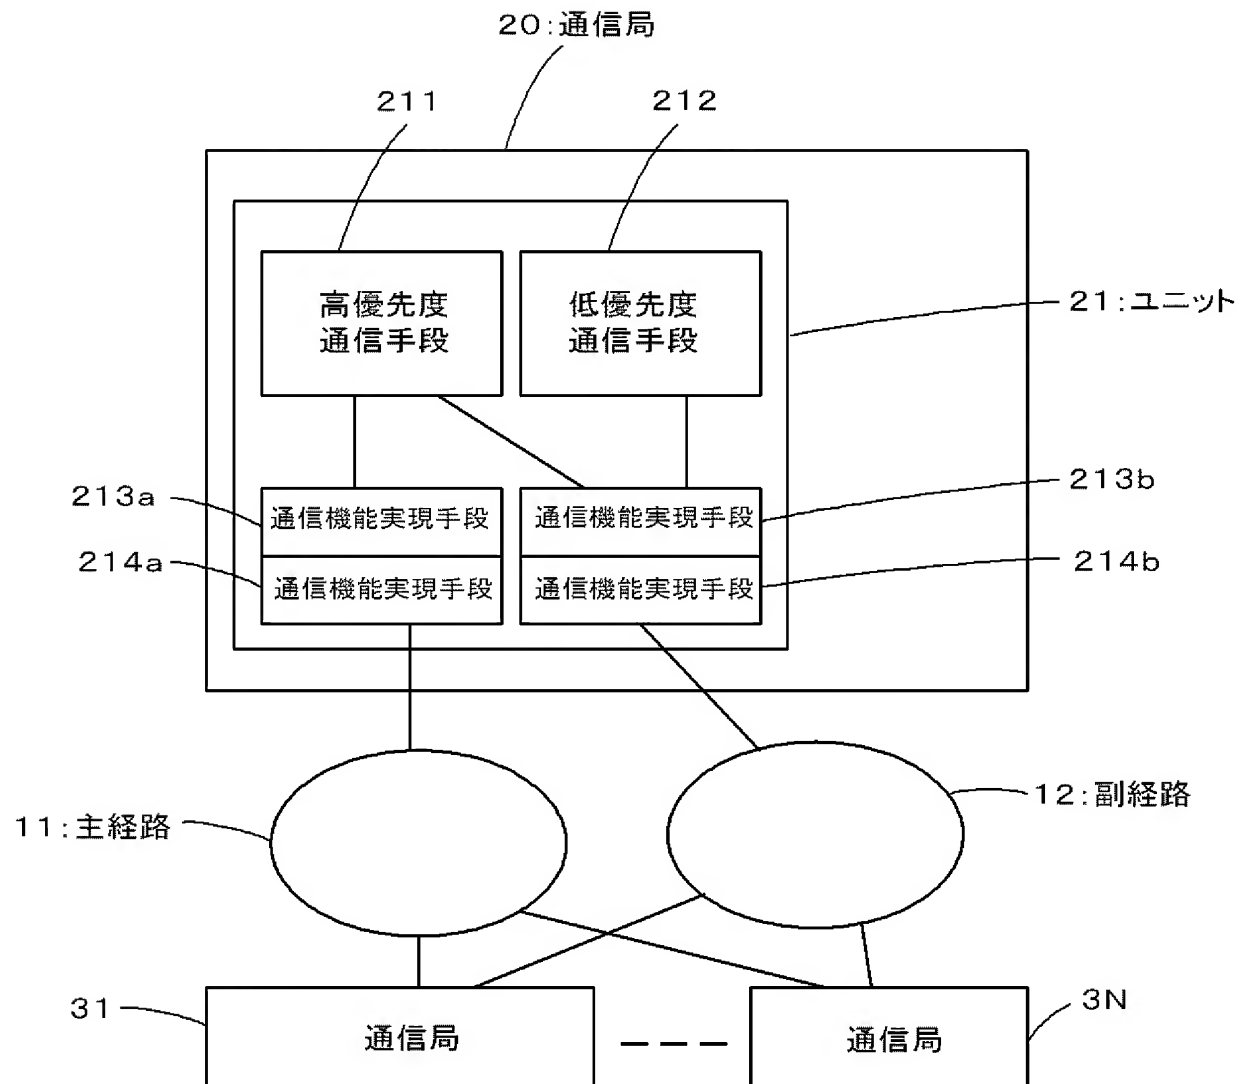 20:通信局
211
212
高優先度
通信手段
低優先度
通信手段
21:ユニット
213a
通信機能実現手段
通信機能実現手段
213b
214a
通信機能実現手段
通信機能実現手段
214b
11:主経路
12:副経路
31
通信局
通信局
3N